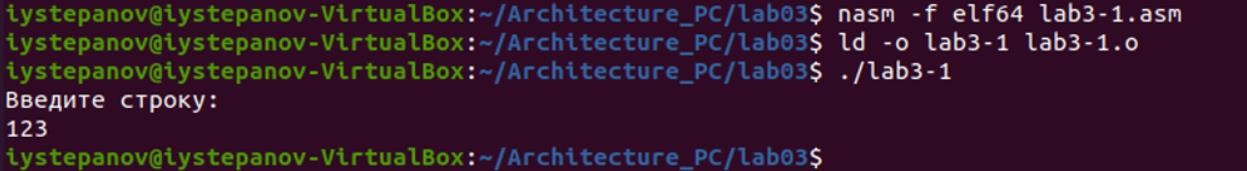 iystepanov@iystepanov-VirtualBox:~/Architecture_PC/lab03$ nasm -f elf64 lab3-1.asm
iystepanov@iystepanov-VirtualBox:~/Architecture_PC/lab03$ ld -o lab3-1 lab3-1.o
iystepanov@iystepanov-VirtualBox:~/Architecture_PC/lab03$ ./lab3-1
Введите строку:
123
iystepanov@iystepanov-VirtualBox:~/Architecture_PC/lab03$